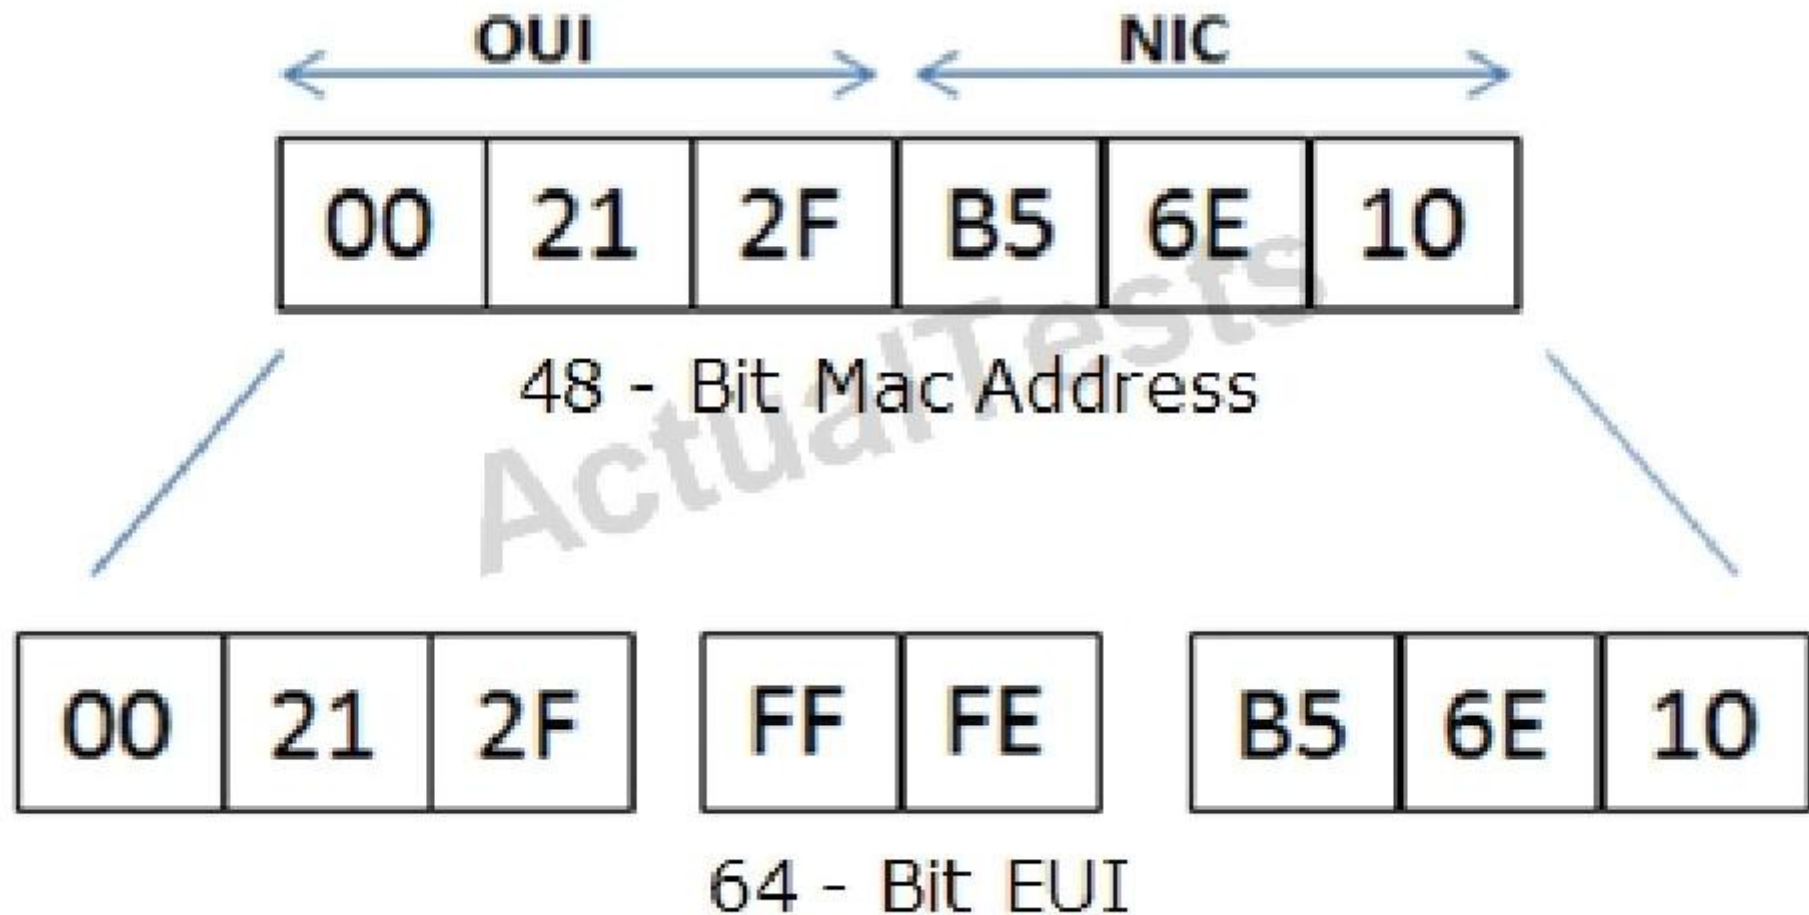 OUI NIC
00 21 2F B5 6E 10
48 - Bit Mac Address
ActualTests
00 21 2F FF FE B5 6E 10
64 - Bit EUI